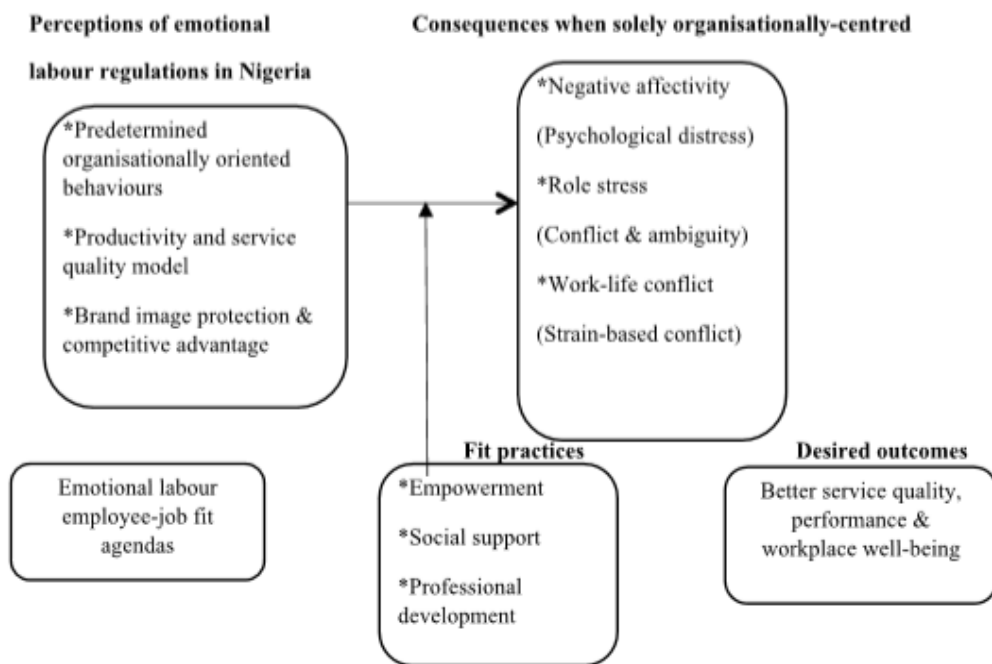 Perceptions of emotional
labour regulations in Nigeria
*Predetermined
organisationally oriented
behaviours
*Productivity and service
quality model
*Brand image protection &
competitive advantage
Consequences when solely organisationally-centred
*Negative affectivity
(Psychological distress)
*Role stress
(Conflict & ambiguity)
*Work-life conflict
(Strain-based conflict)
Emotional labour
employee-job fit
agendas
Fit practices
*Empowerment
*Social support
*Professional
development
Desired outcomes
Better service quality,
performance &
workplace well-being